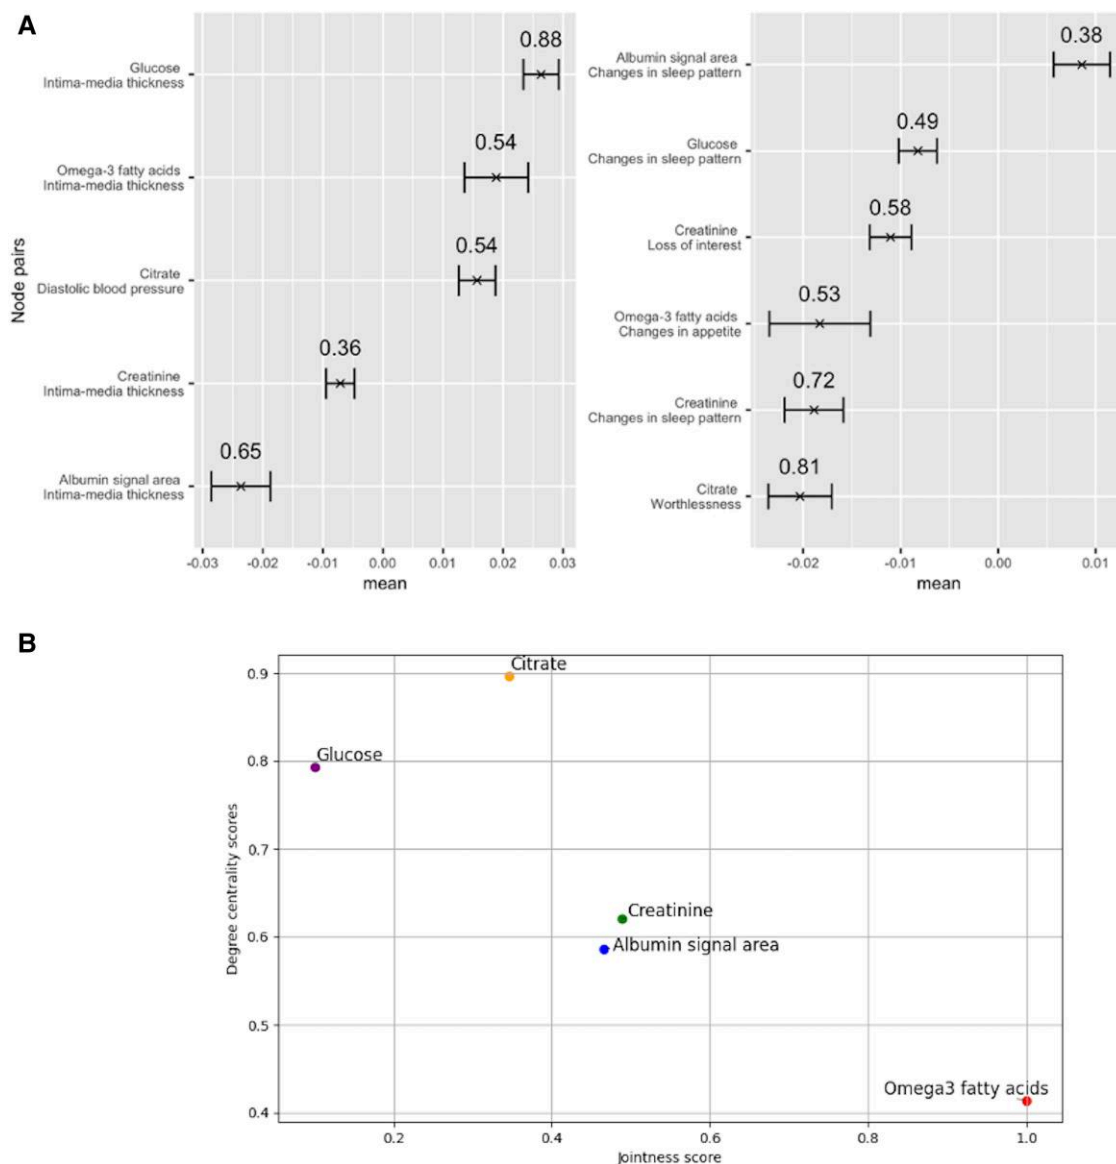 A
Node pairs
Glucose
Intima-media thickness
0.88
Omega-3 fatty acids
Intima-media thickness
0.54
Citrate
Diastolic blood pressure
0.54
Creatinine
Intima-media thickness
0.36
Albumin signal area
Intima-media thickness
0.65
-0.03 -0.02 -0.01 0.00 0.01 0.02 0.03
mean
Albumin signal area
Changes in sleep pattern
0.38
Glucose
Changes in sleep pattern
0.49
Creatinine
Loss of interest
0.58
Omega-3 fatty acids
Changes in appetite
0.53
Creatinine
Changes in sleep pattern
0.72
Citrate
Worthlessness
0.81
-0.02 -0.01 0.00 0.01
mean
B
Degree centrality scores
0.9
0.8
0.7
0.6
0.5
0.4
Citrate
Glucose
Creatinine
Albumin signal area
Omega3 fatty acids
0.2 0.4 0.6 0.8 1.0
Jointness score